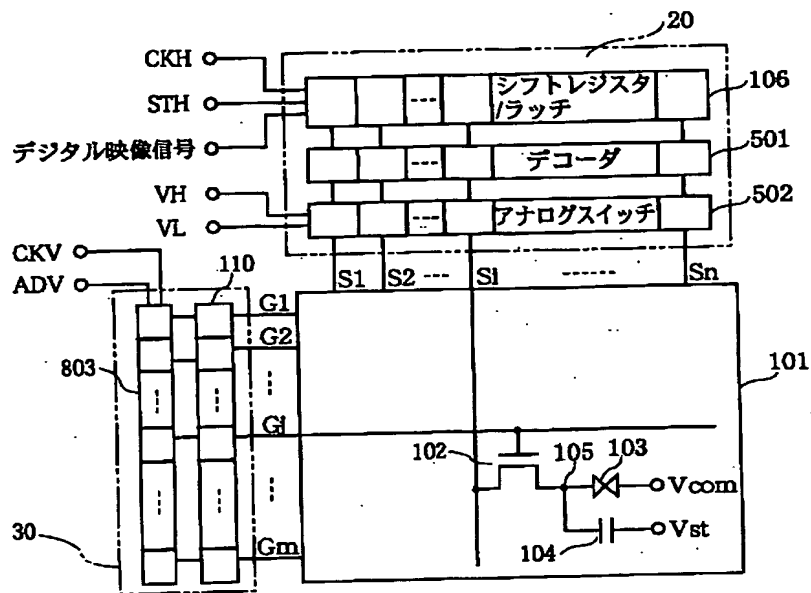 20
CKH
シフトレジスタ
/ラッチ
106
STH
デジタル映像信号
デコーダ
501
VH
アナログスイッチ
502
VL
CKV
ADV
110
S1 S2 Si Sn
G1
G2
803
101
Gi
102
105
103
Vcom
104
Vst
30
Gm